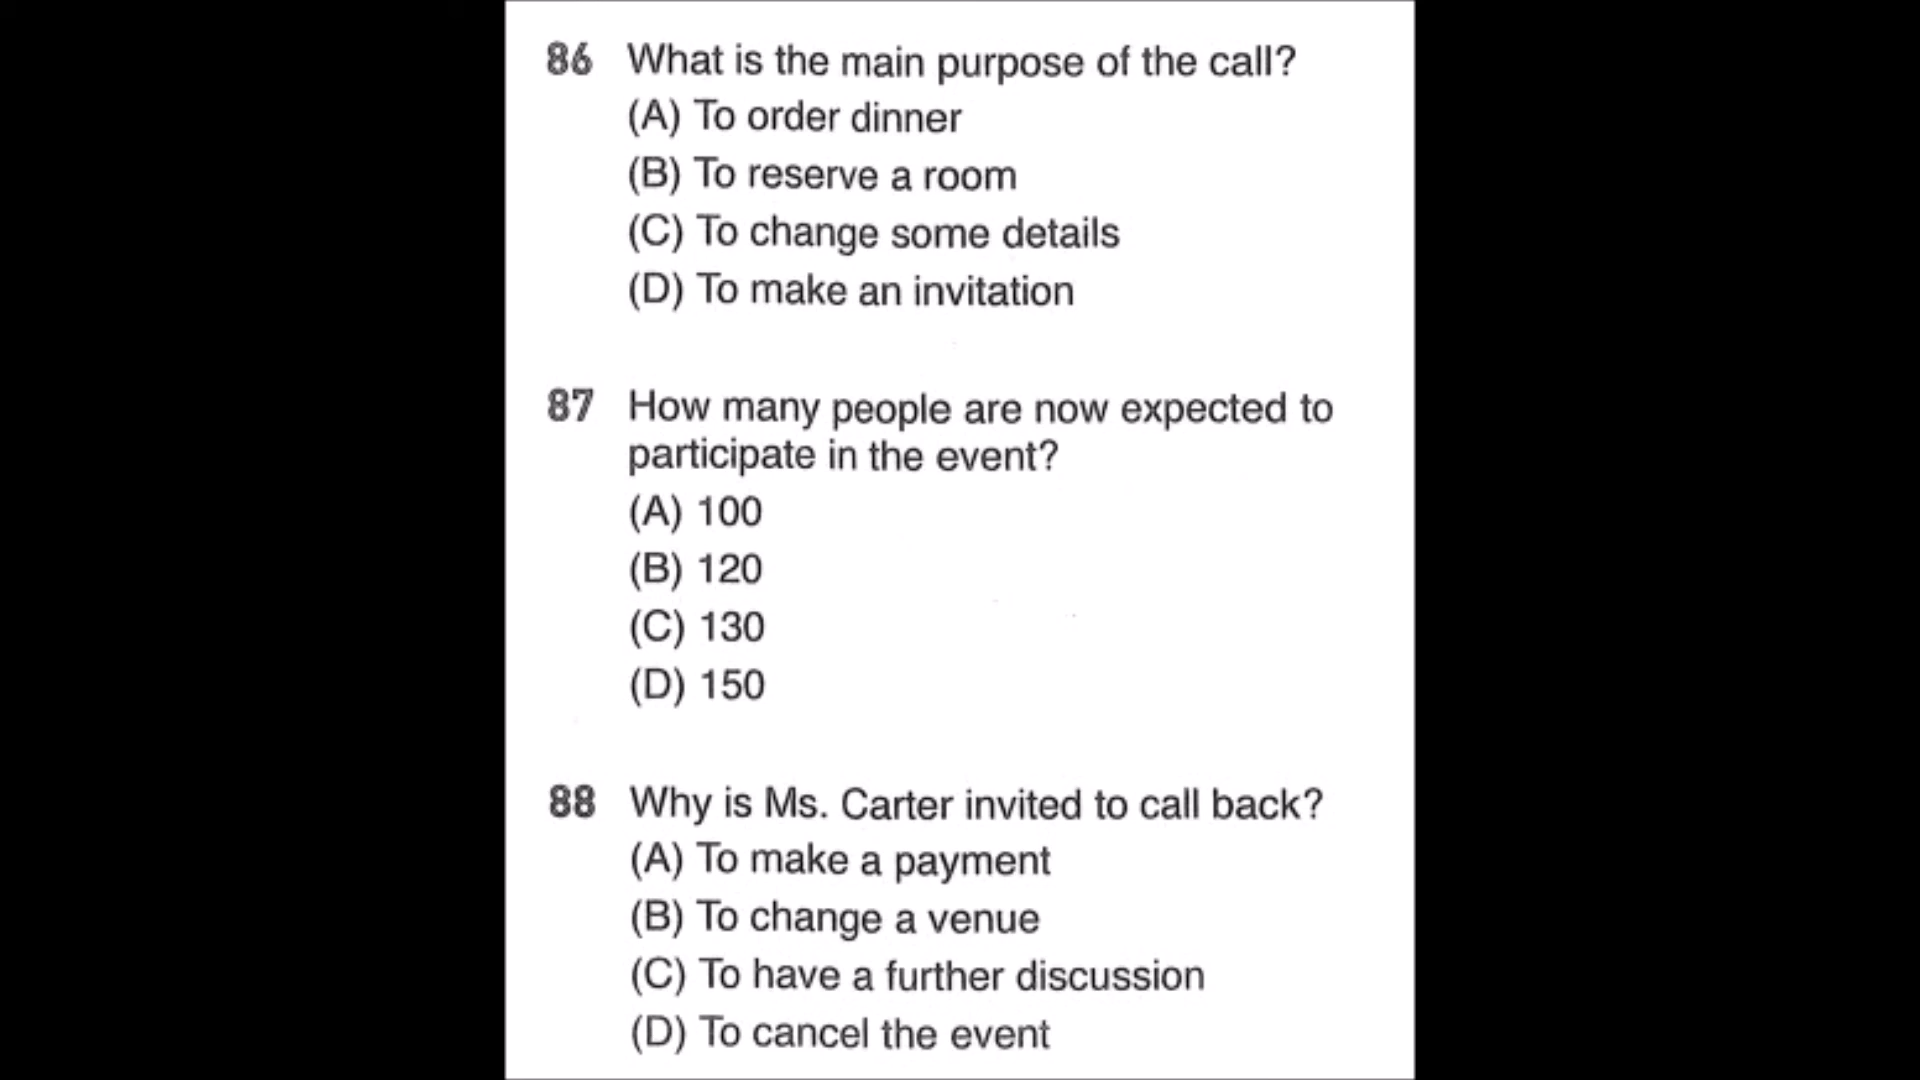 86 What is the main purpose of the call?
(A) To order dinner
(B) To reserve a room
(C) To change some details
(D) To make an invitation
87 How many people are now expected to
participate in the event?
(A) 100
(B) 120
(C) 130
(D) 150
88 Why is Ms. Carter invited to call back?
(A) To make a payment
(B) To change a venue
(C) To have a further discussion
(D) To cancel the event